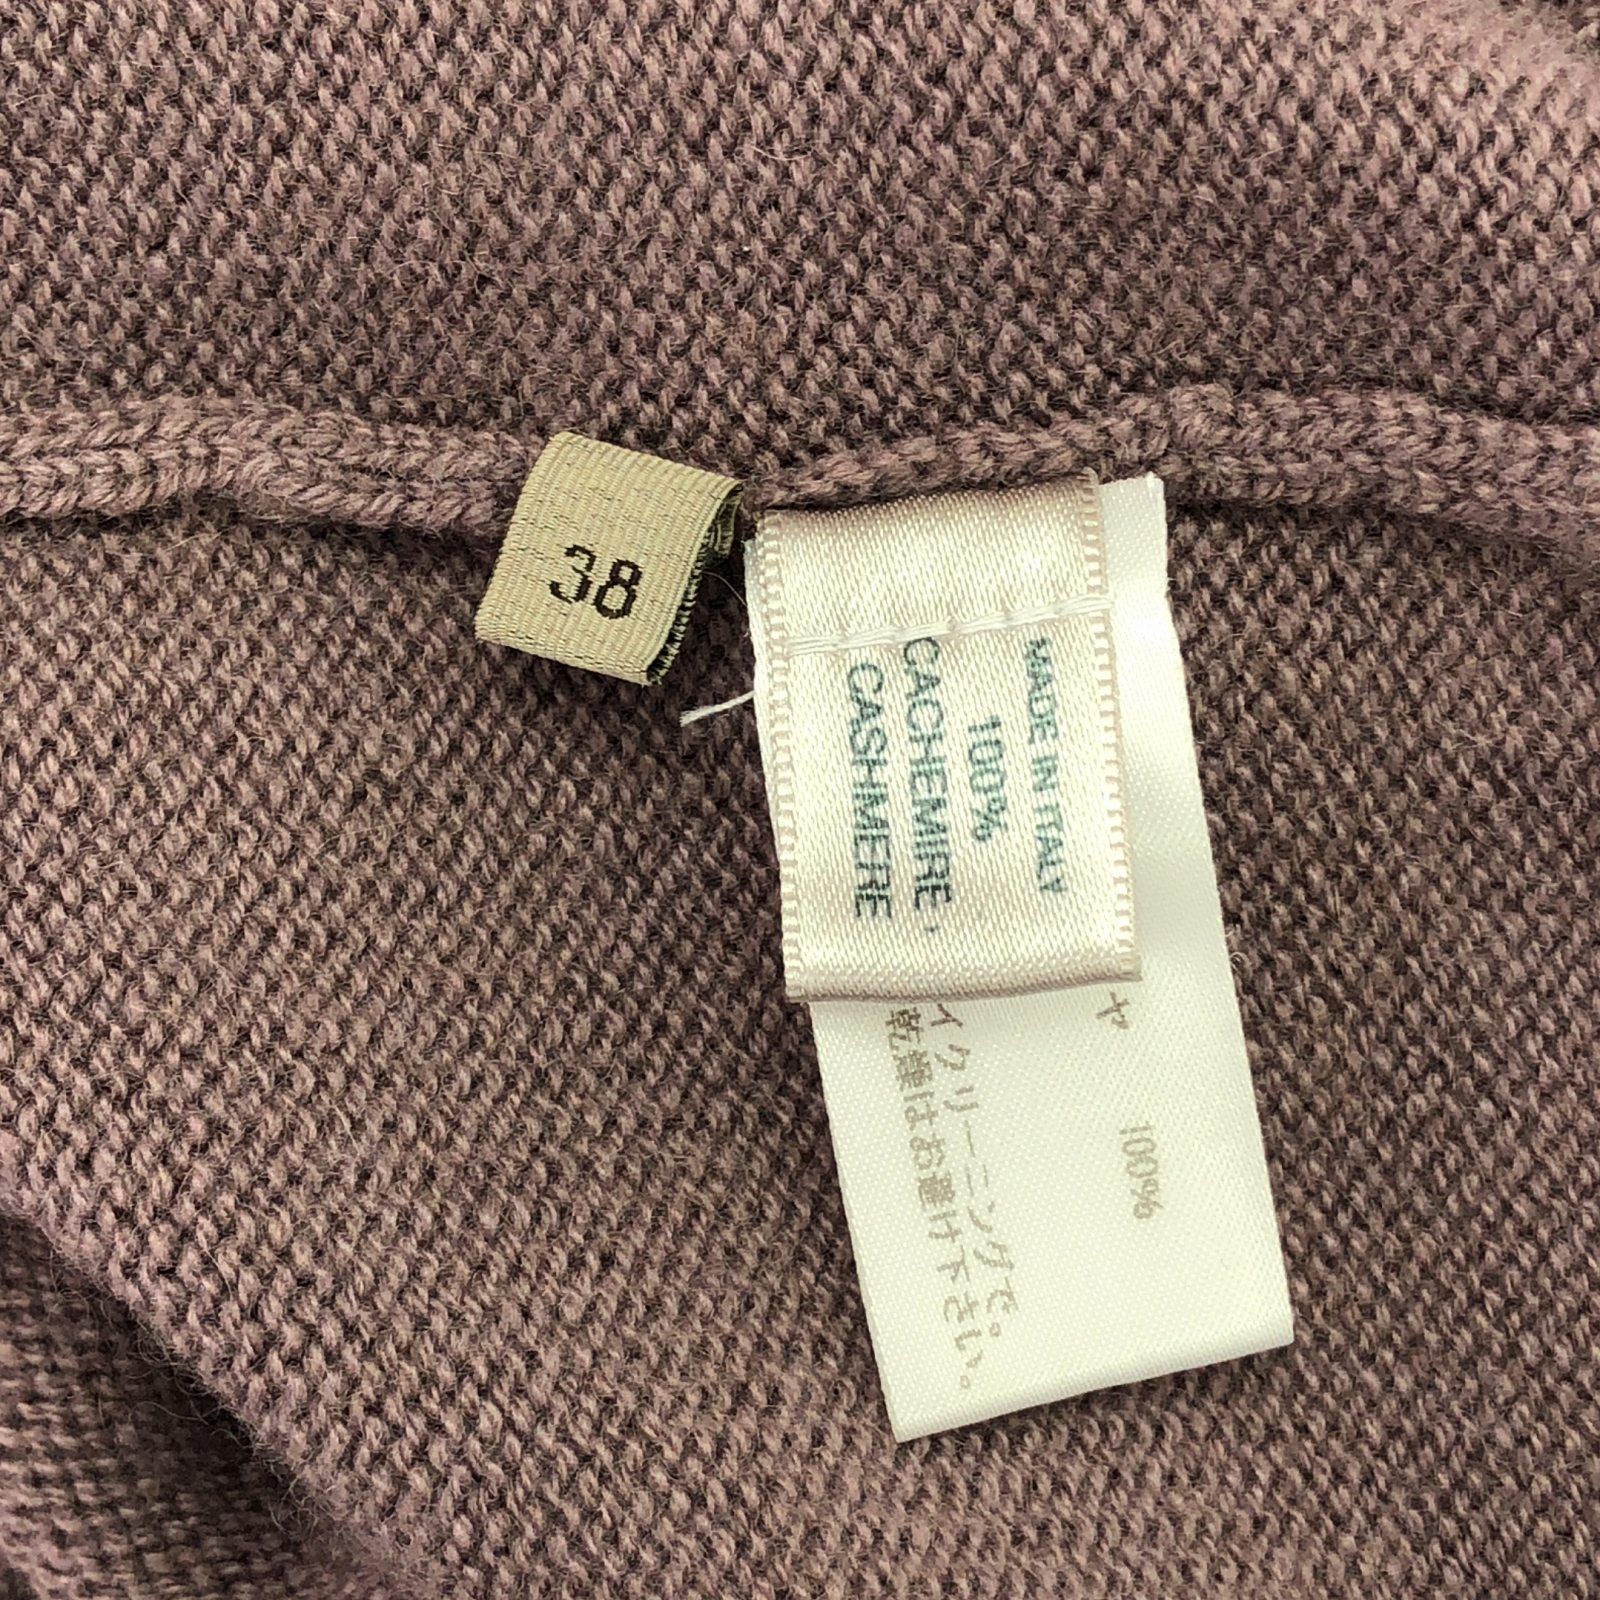 38
MADE IN ITALY
100%
CACHEMIRE,
CASHMERE
ヤ 100%
イクリーニングで
乾燥はお避け下さい。